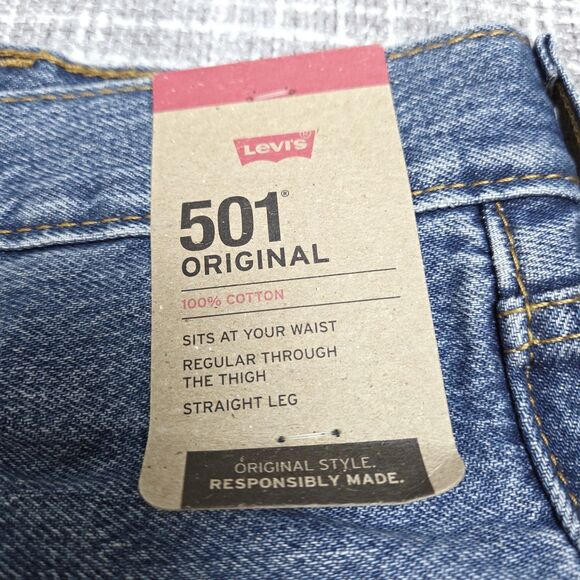 Levi's®
501®
ORIGINAL
100% COTTON
SITS AT YOUR WAIST
REGULAR THROUGH
THE THIGH
STRAIGHT LEG
ORIGINAL STYLE.
RESPONSIBLY MADE.